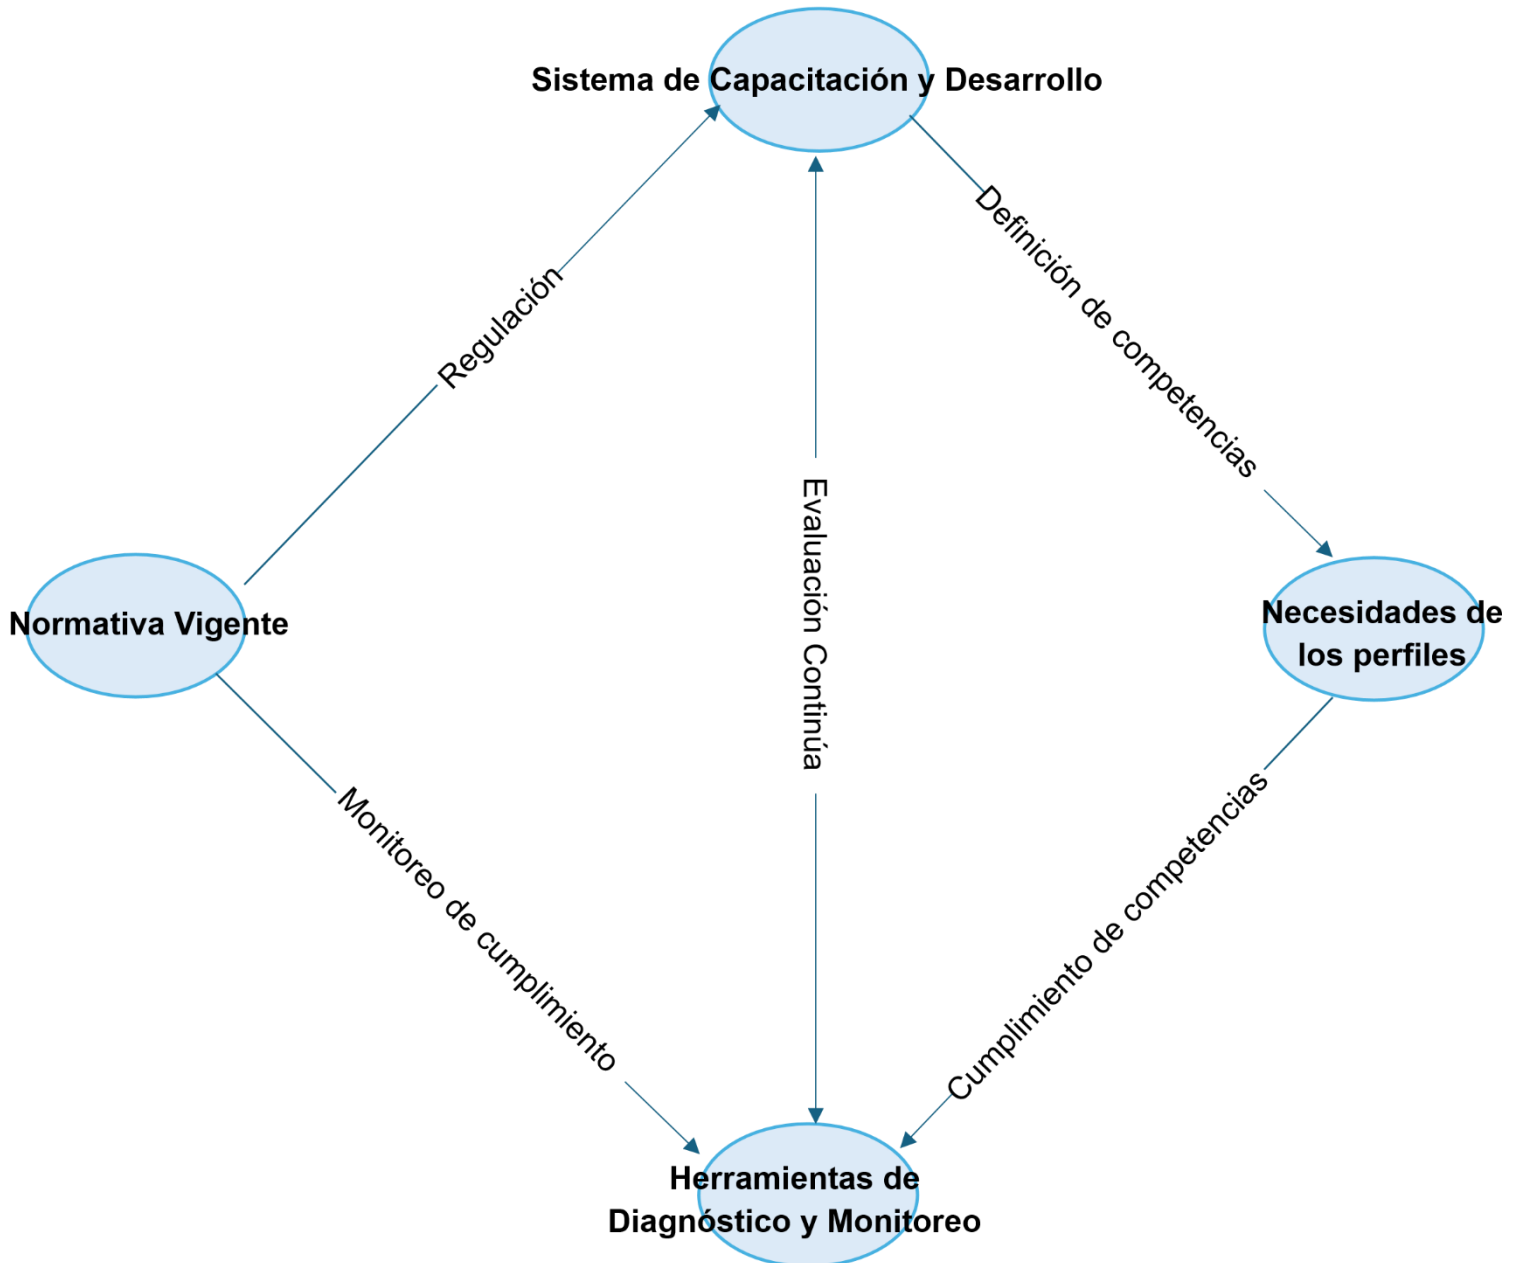 Sistema de Capacitación y Desarrollo
Definición de competencias
Regulación
Evaluación Continúa
Normativa Vigente
Necesidades de
los perfiles
Monitoreo de cumplimiento
Cumplimiento de competencias
Herramientas de
Diagnóstico y Monitoreo